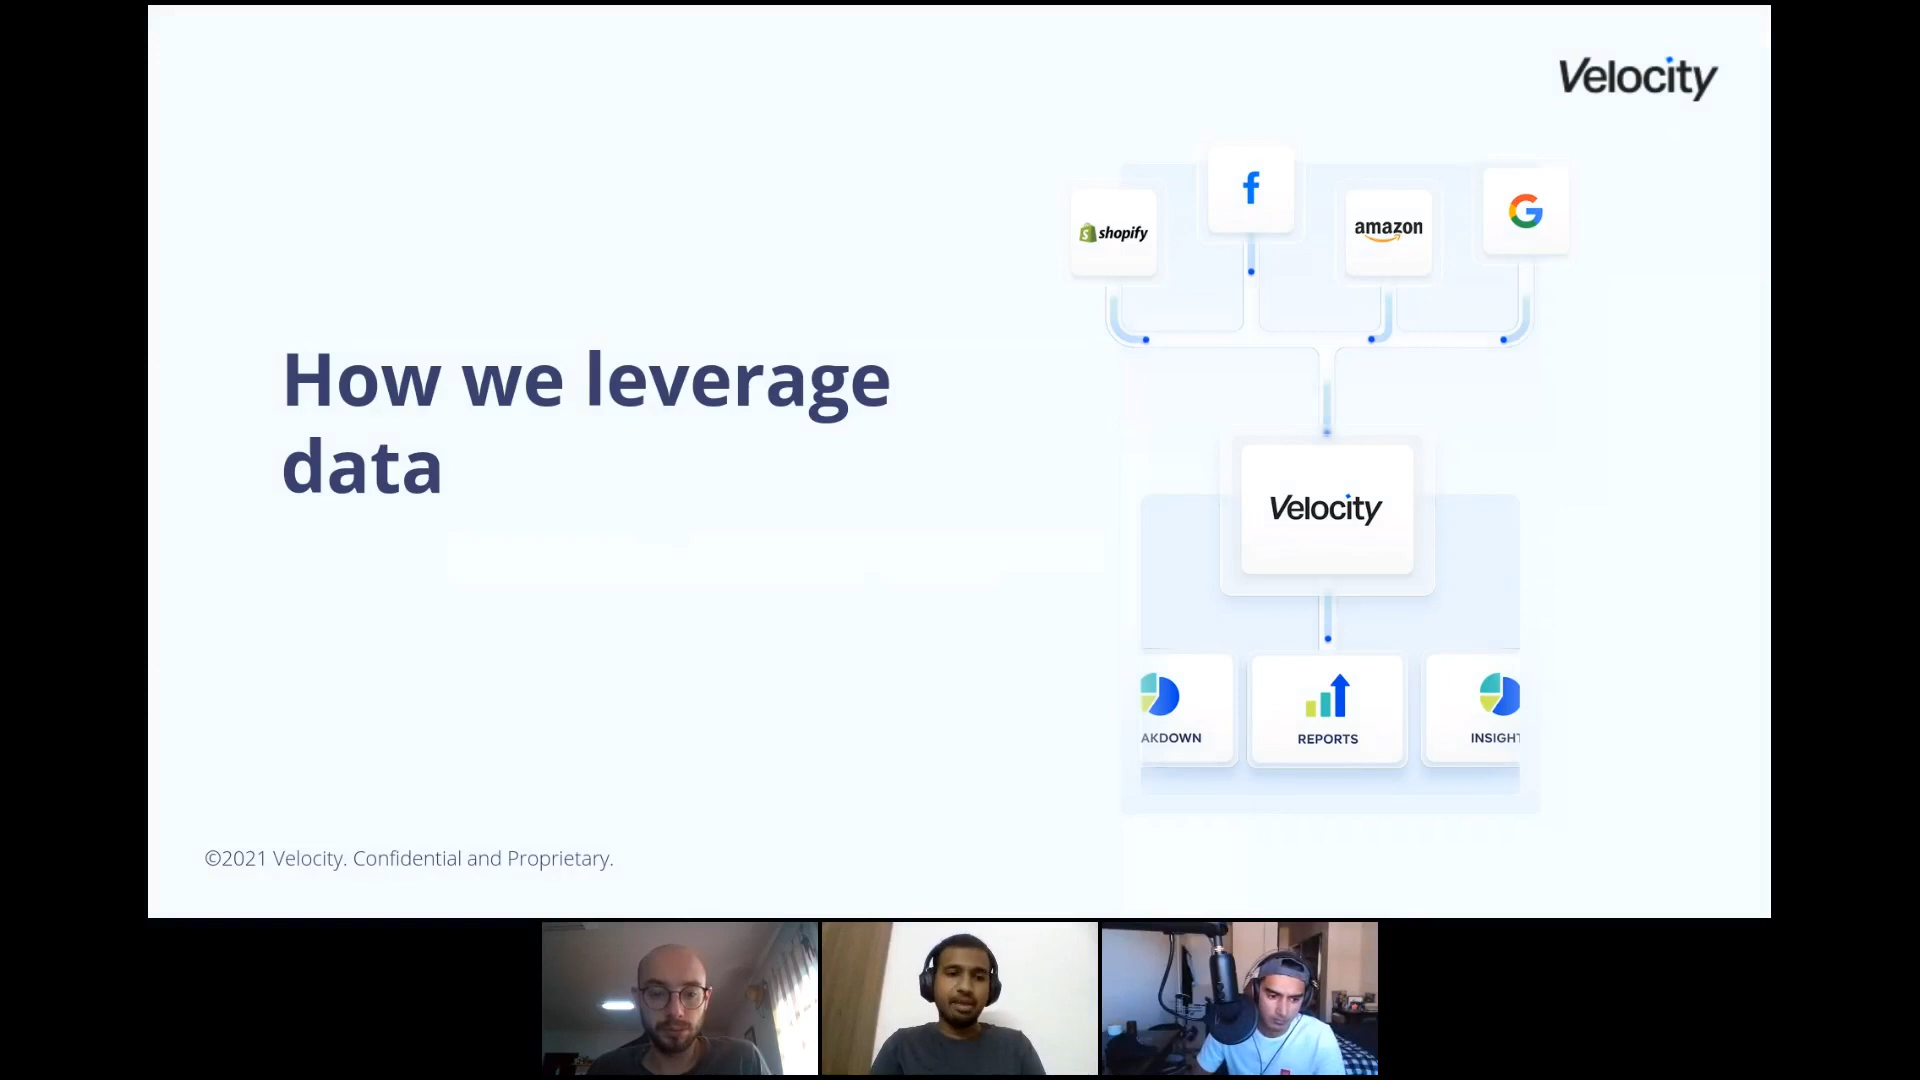 Velocity
shopify
amazon
How we leverage
data
Velocity
AKDOWN
REPORTS
INSIGHT
©2021 Velocity. Confidential and Proprietary.